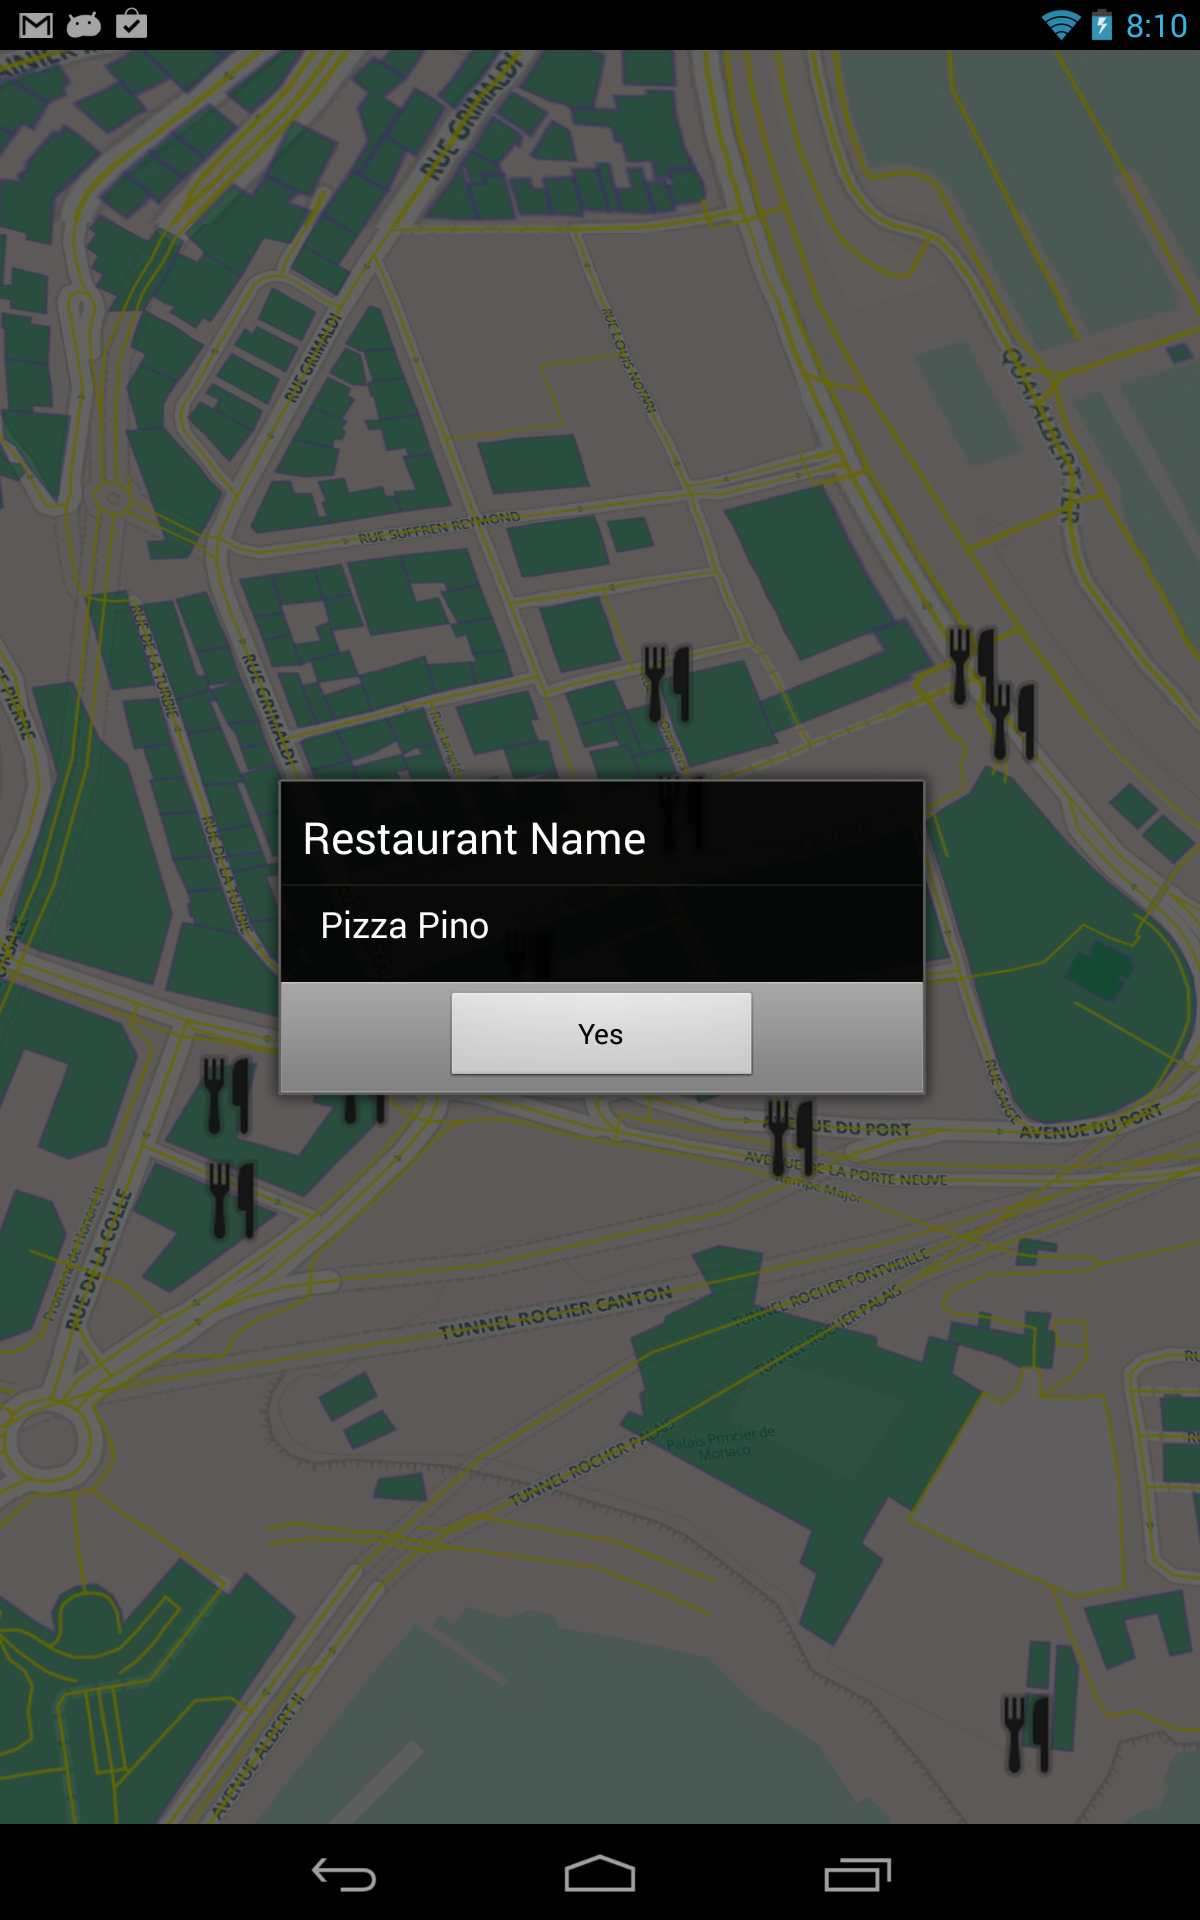 8:10
RUE GRIMALDI
RUE LOUIS NOTARI
RUE GRIMALDI
QUAI ALBERT 1ER
RUE SUFFREN REYMOND
RUE DE LA TURBIE
RUE GRIMALDI
RUE DE LA TURBIE
Restaurant Name
Pizza Pino
Yes
RUE SAIGE
AVENUE DU PORT
AVENUE DU PORT
AVENUE DE LA PORTE NEUVE
Rampe Major
Promenade Honoré II
RUE DE LA COLLE
TUNNEL ROCHER CANTON
TUNNEL ROCHER FONTVIEILLE
TUNNEL ROCHER PALAIS
Palais Princier de
Monaco
TUNNEL ROCHER PALAIS
AVENUE ALBERT II